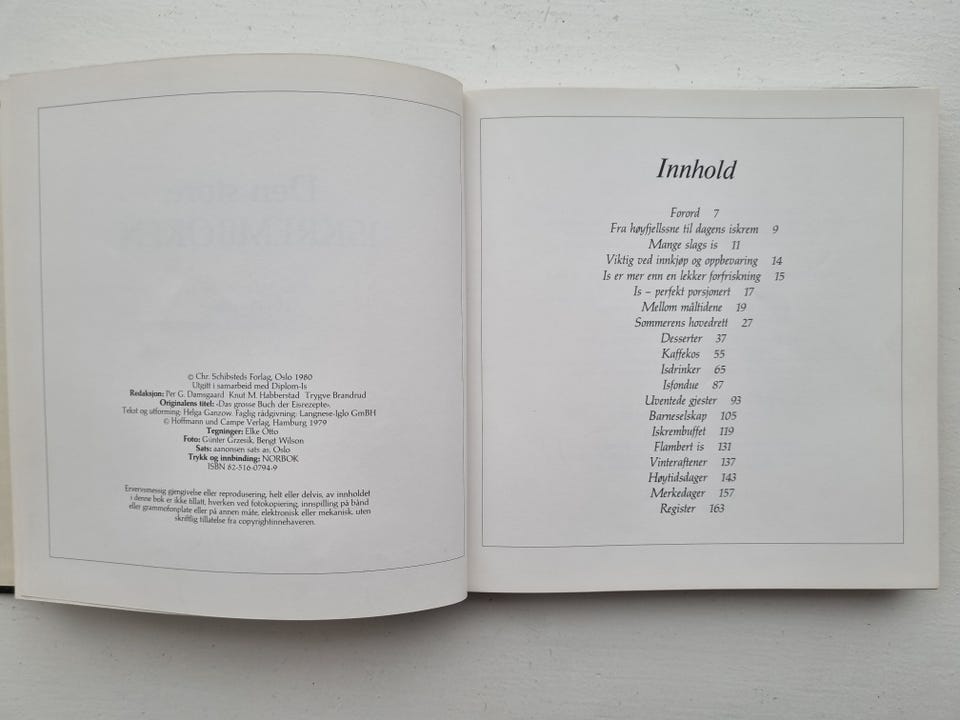 © Chr. Schibsteds Forlag, Oslo 1980
Utgitt i samarbeid med Diplom-Is
Redaksjon: Per G. Damsgaard Knut M. Habberstad Trygve Brandrud
Originalens titel: «Das grosse Buch der Eisrezepte».
Tekst og utforming: Helga Ganzow. Faglig rådgivning: Langnese-Iglo GmBH
© Hoffmann und Campe Verlag, Hamburg 1979
Tegninger: Elke Otto
Foto: Günter Grzesik, Bengt Wilson
Sats: aanonsen sats as, Oslo
Trykk og innbinding: NORBOK
ISBN 82-516-0794-9
Ervervsmessig gjengivelse eller reprodusering, helt eller delvis, av innholdet
i denne bok er ikke tillatt, hverken ved fotokopiering, innspilling på bånd
eller grammofonplate eller på annen måte, elektronisk eller mekanisk, uten
skriftlig tillatelse fra copyrightinnehaveren.
Innhold
Forord 7
Fra høyfjellssne til dagens iskrem 9
Mange slags is 11
Viktig ved innkjøp og oppbevaring 14
Is er mer enn en lekker forfriskning 15
Is – perfekt porsjonert 17
Mellom måltidene 19
Sommerens hovedrett 27
Desserter 37
Kaffekos 55
Isdrinker 65
Isfondue 87
Uventede gjester 93
Barneselskap 105
Iskrembuffet 119
Flambert is 131
Vinteraftener 137
Høytidsdager 143
Merkedager 157
Register 163